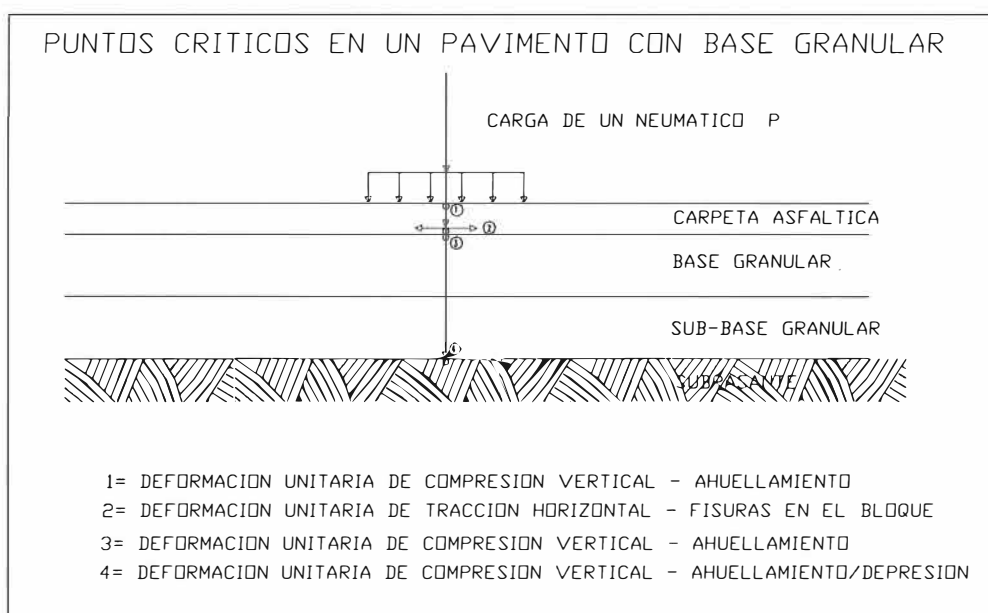 PUNTOS CRITICOS EN UN PAVIMENTO CON BASE GRANULAR
CARGA DE UN NEUMATICO P
1
CARPETA ASFALTICA
2
3
BASE GRANULAR
SUB-BASE GRANULAR
4
SUBRASANTE
1= DEFORMACION UNITARIA DE COMPRESION VERTICAL - AHUELLAMIENTO
2= DEFORMACION UNITARIA DE TRACCION HORIZONTAL - FISURAS EN EL BLOQUE
3= DEFORMACION UNITARIA DE COMPRESION VERTICAL - AHUELLAMIENTO
4= DEFORMACION UNITARIA DE COMPRESION VERTICAL - AHUELLAMIENTO/DEPRESION